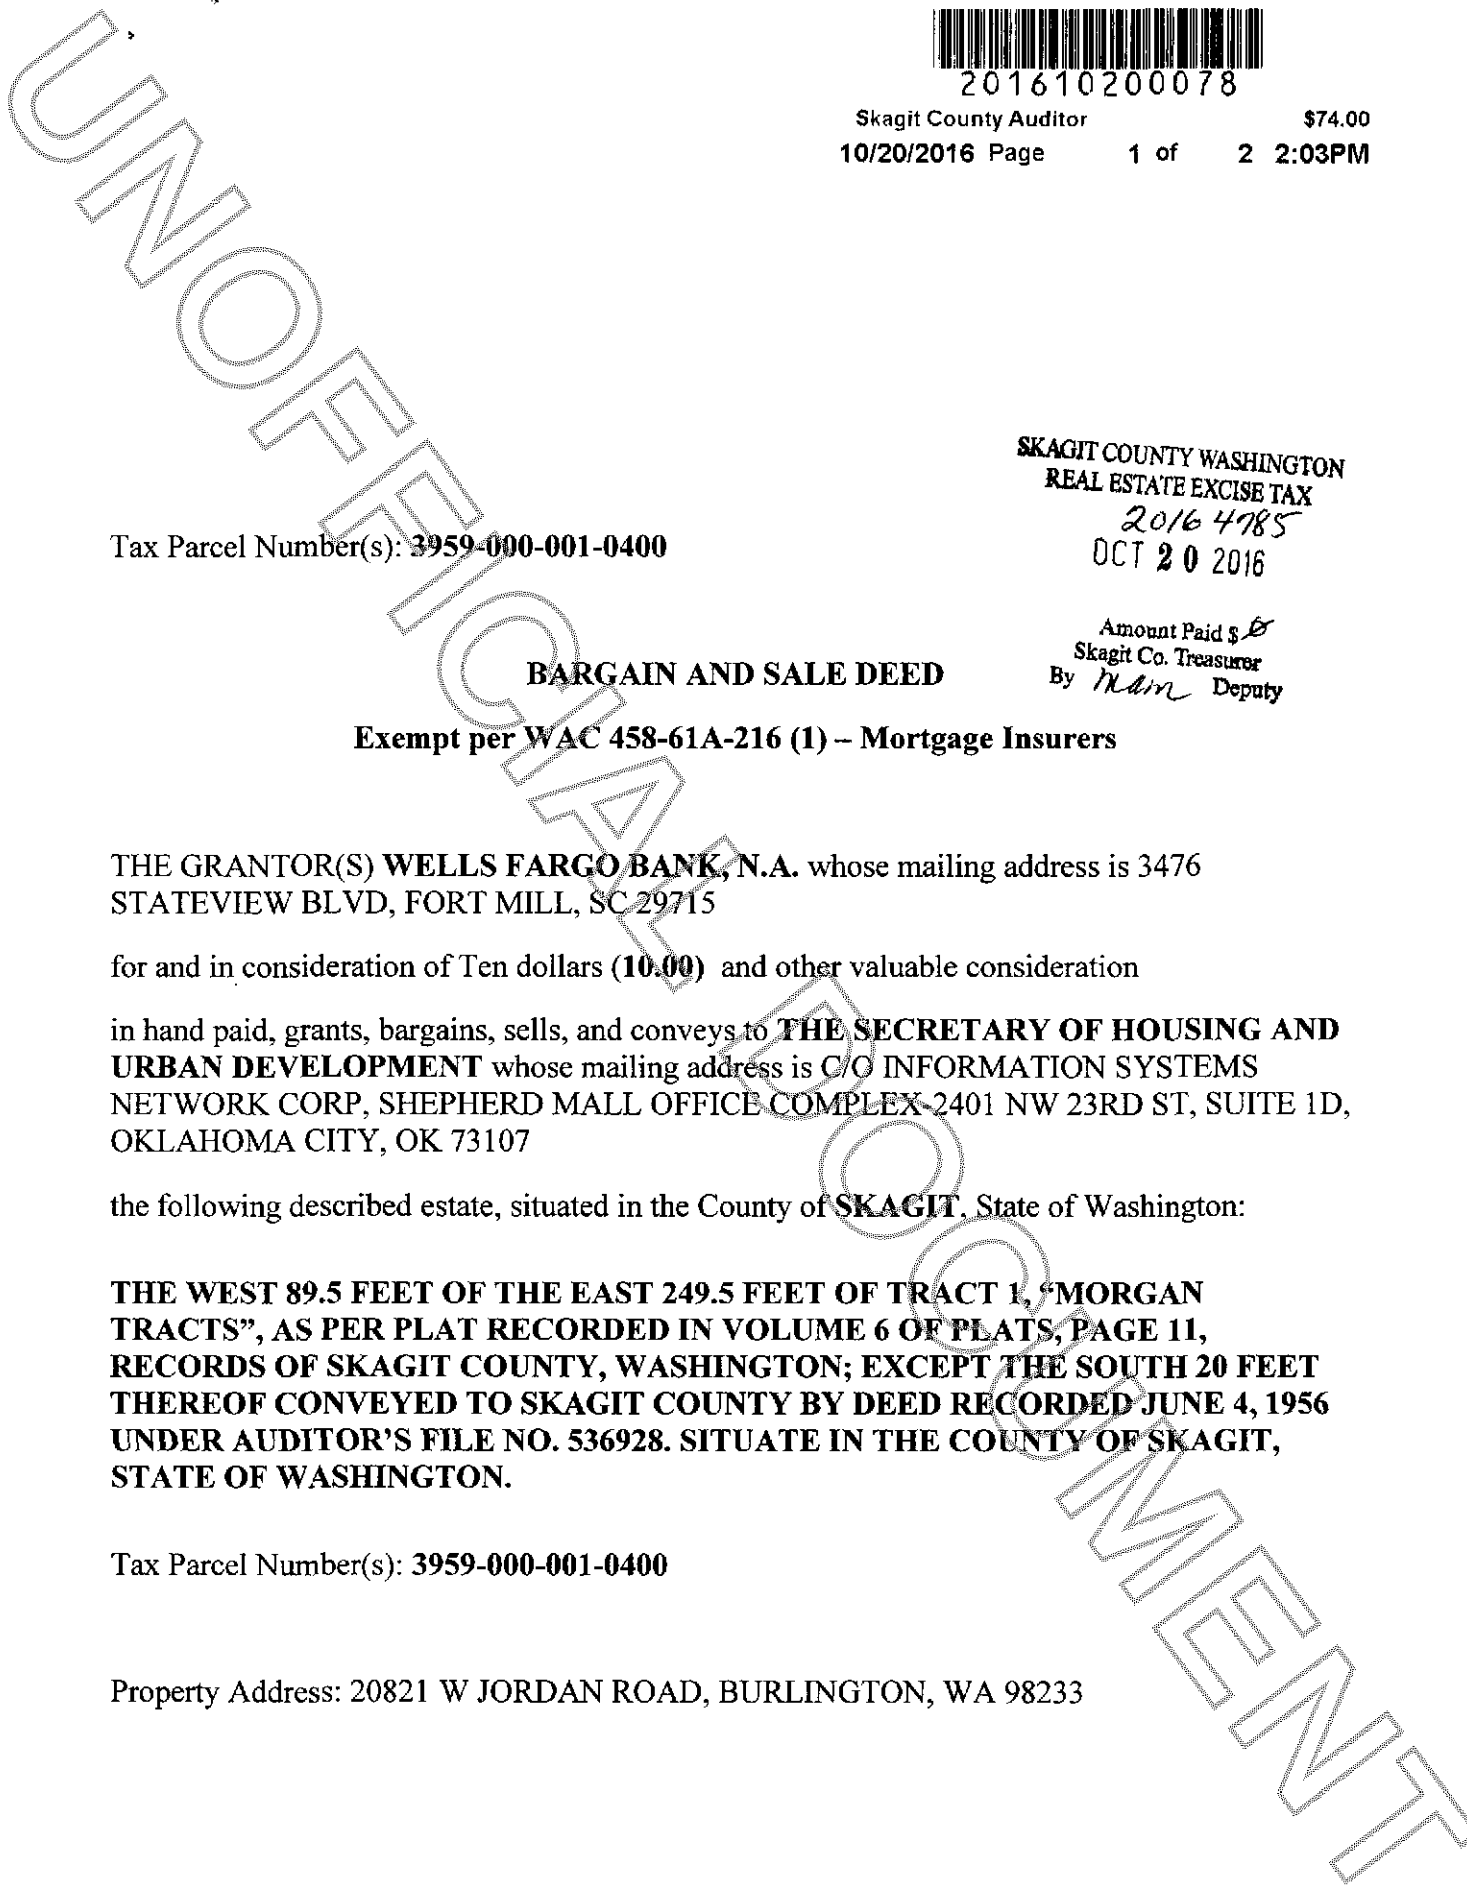 201610200078
Skagit County Auditor $74.00
10/20/2016 Page 1 of 2 2:03PM
SKAGIT COUNTY WASHINGTON
REAL ESTATE EXCISE TAX
2016 4785
OCT 20 2016
Amount Paid $ 0
Skagit Co. Treasurer
By mam Deputy
Tax Parcel Number(s): 3959-000-001-0400
BARGAIN AND SALE DEED
Exempt per WAC 458-61A-216 (1) – Mortgage Insurers
THE GRANTOR(S) WELLS FARGO BANK, N.A. whose mailing address is 3476
STATEVIEW BLVD, FORT MILL, SC 29715
for and in consideration of Ten dollars (10.00) and other valuable consideration
in hand paid, grants, bargains, sells, and conveys to THE SECRETARY OF HOUSING AND
URBAN DEVELOPMENT whose mailing address is C/O INFORMATION SYSTEMS
NETWORK CORP, SHEPHERD MALL OFFICE COMPLEX-2401 NW 23RD ST, SUITE 1D,
OKLAHOMA CITY, OK 73107
the following described estate, situated in the County of SKAGIT, State of Washington:
THE WEST 89.5 FEET OF THE EAST 249.5 FEET OF TRACT 1, “MORGAN
TRACTS”, AS PER PLAT RECORDED IN VOLUME 6 OF PLATS, PAGE 11,
RECORDS OF SKAGIT COUNTY, WASHINGTON; EXCEPT THE SOUTH 20 FEET
THEREOF CONVEYED TO SKAGIT COUNTY BY DEED RECORDED JUNE 4, 1956
UNDER AUDITOR’S FILE NO. 536928. SITUATE IN THE COUNTY OF SKAGIT,
STATE OF WASHINGTON.
Tax Parcel Number(s): 3959-000-001-0400
Property Address: 20821 W JORDAN ROAD, BURLINGTON, WA 98233
UNOFFICIAL DOCUMENT